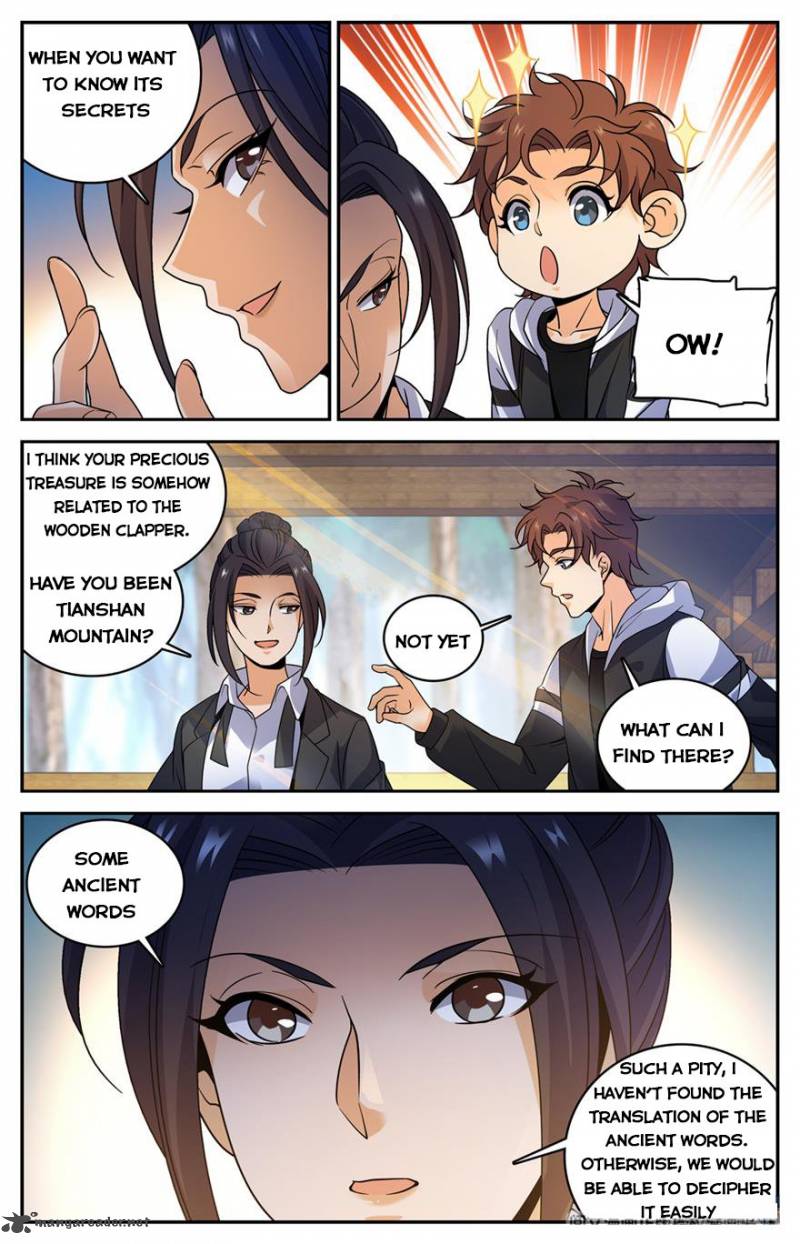 WHEN YOU WANT
TO KNOW ITS
SECRETS
OW!
I THINK YOUR PRECIOUS
TREASURE IS SOMEHOW
RELATED TO THE
WOODEN CLAPPER.
HAVE YOU BEEN
TIANSHAN
MOUNTAIN?
NOT YET
WHAT CAN I
FIND THERE?
SOME
ANCIENT
WORDS
SUCH A PITY, I
HAVEN'T FOUND THE
TRANSLATION OF THE
ANCIENT WORDS.
OTHERWISE, WE WOULD
BE ABLE TO DECIPHER
IT EASILY
mangareader.net